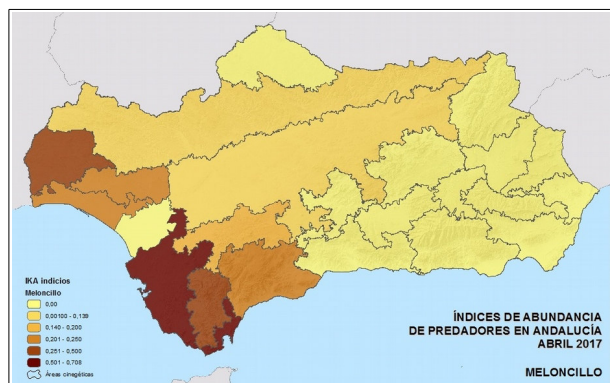 IKA indicios
Meloncillo
0,00
0,00100 - 0,139
0,140 - 0,200
0,201 - 0,250
0,251 - 0,500
0,501 - 0,708
Áreas cinegéticas
ÍNDICES DE ABUNDANCIA
DE PREDADORES EN ANDALUCÍA
ABRIL 2017
MELONCILLO